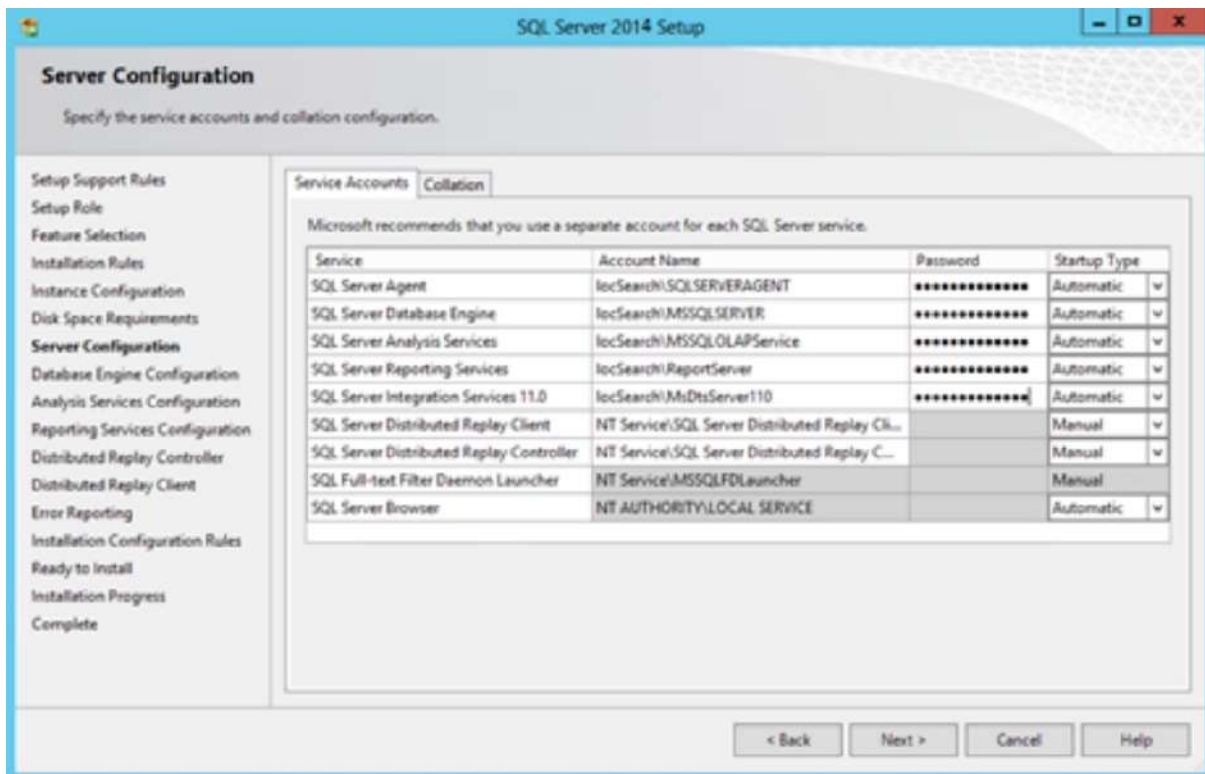 SQL Server 2014 Setup
Server Configuration
Specify the service accounts and collation configuration.
Setup Support Rules
Setup Role
Feature Selection
Installation Rules
Instance Configuration
Disk Space Requirements
Server Configuration
Database Engine Configuration
Analysis Services Configuration
Reporting Services Configuration
Distributed Replay Controller
Distributed Replay Client
Error Reporting
Installation Configuration Rules
Ready to Install
Installation Progress
Complete
Service Accounts Collation
Microsoft recommends that you use a separate account for each SQL Server service.
Service Account Name Password Startup Type
SQL Server Agent IocSearch\SQLSERVERAGENT ••••••••••••• Automatic
SQL Server Database Engine IocSearch\MSSQLSERVER ••••••••••••• Automatic
SQL Server Analysis Services IocSearch\MSSQLOLAPService ••••••••••••• Automatic
SQL Server Reporting Services IocSearch\ReportServer ••••••••••••• Automatic
SQL Server Integration Services 11.0 IocSearch\MsDtsServer110 ••••••••••••• Automatic
SQL Server Distributed Replay Client NT Service\SQL Server Distributed Replay Cli... Manual
SQL Server Distributed Replay Controller NT Service\SQL Server Distributed Replay C... Manual
SQL Full-text Filter Daemon Launcher NT Service\MSSQLFDLauncher Manual
SQL Server Browser NT AUTHORITY\LOCAL SERVICE Automatic
< Back Next > Cancel Help